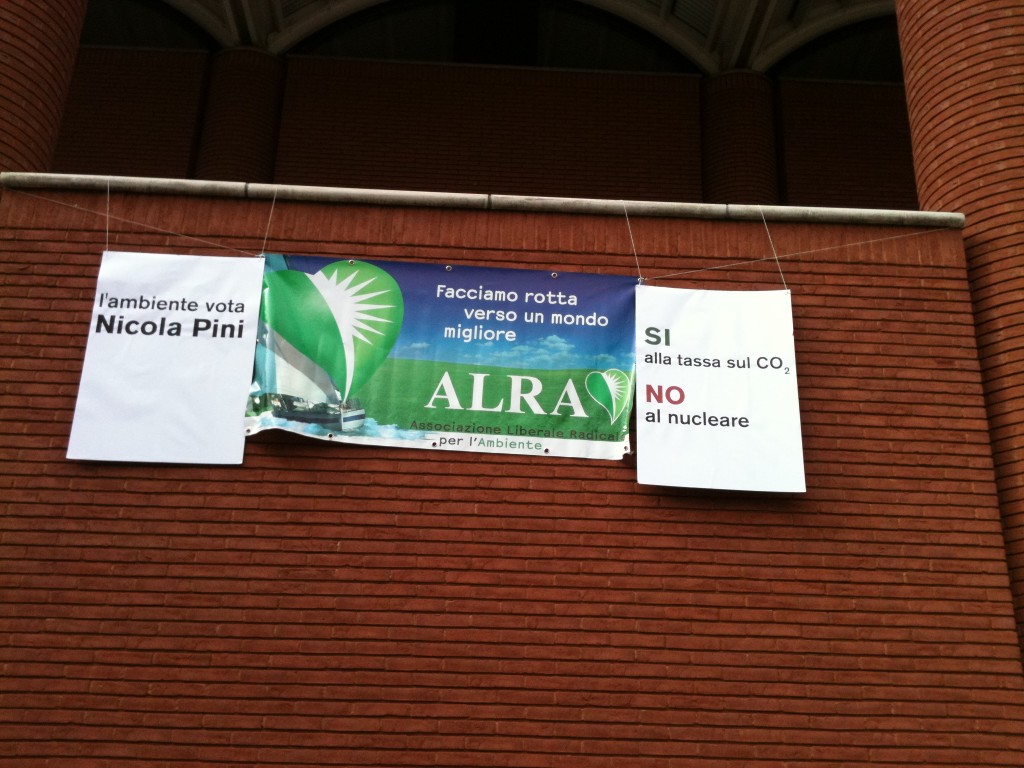 l'ambiente vota
Nicola Pini
Facciamo rotta
verso un mondo
migliore
ALRA
Associazione Liberale Radicale
per l'Ambiente
SI
alla tassa sul CO₂
NO
al nucleare